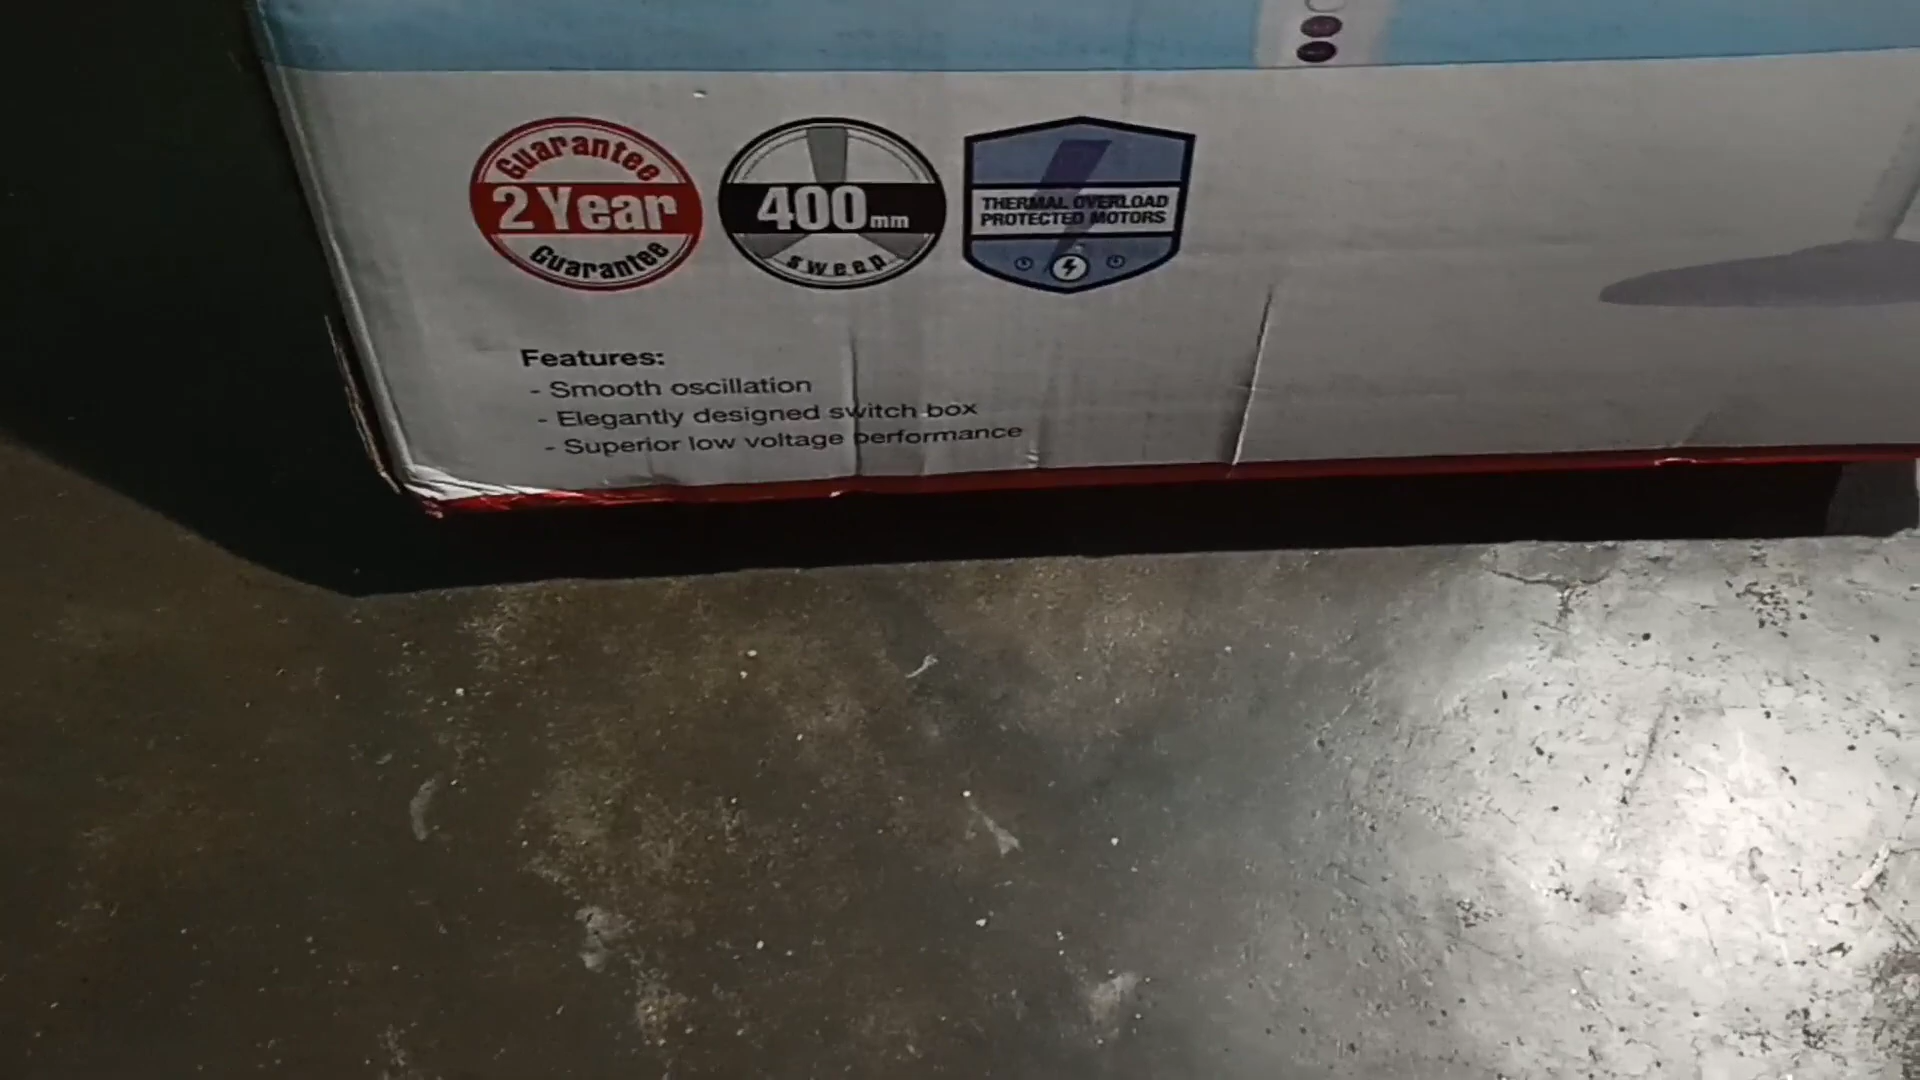 Guarantee
2 Year
Guarantee
400mm
sweep
THERMAL OVERLOAD
PROTECTED MOTORS
Features:
- Smooth oscillation
- Elegantly designed switch box
- Superior low voltage performance